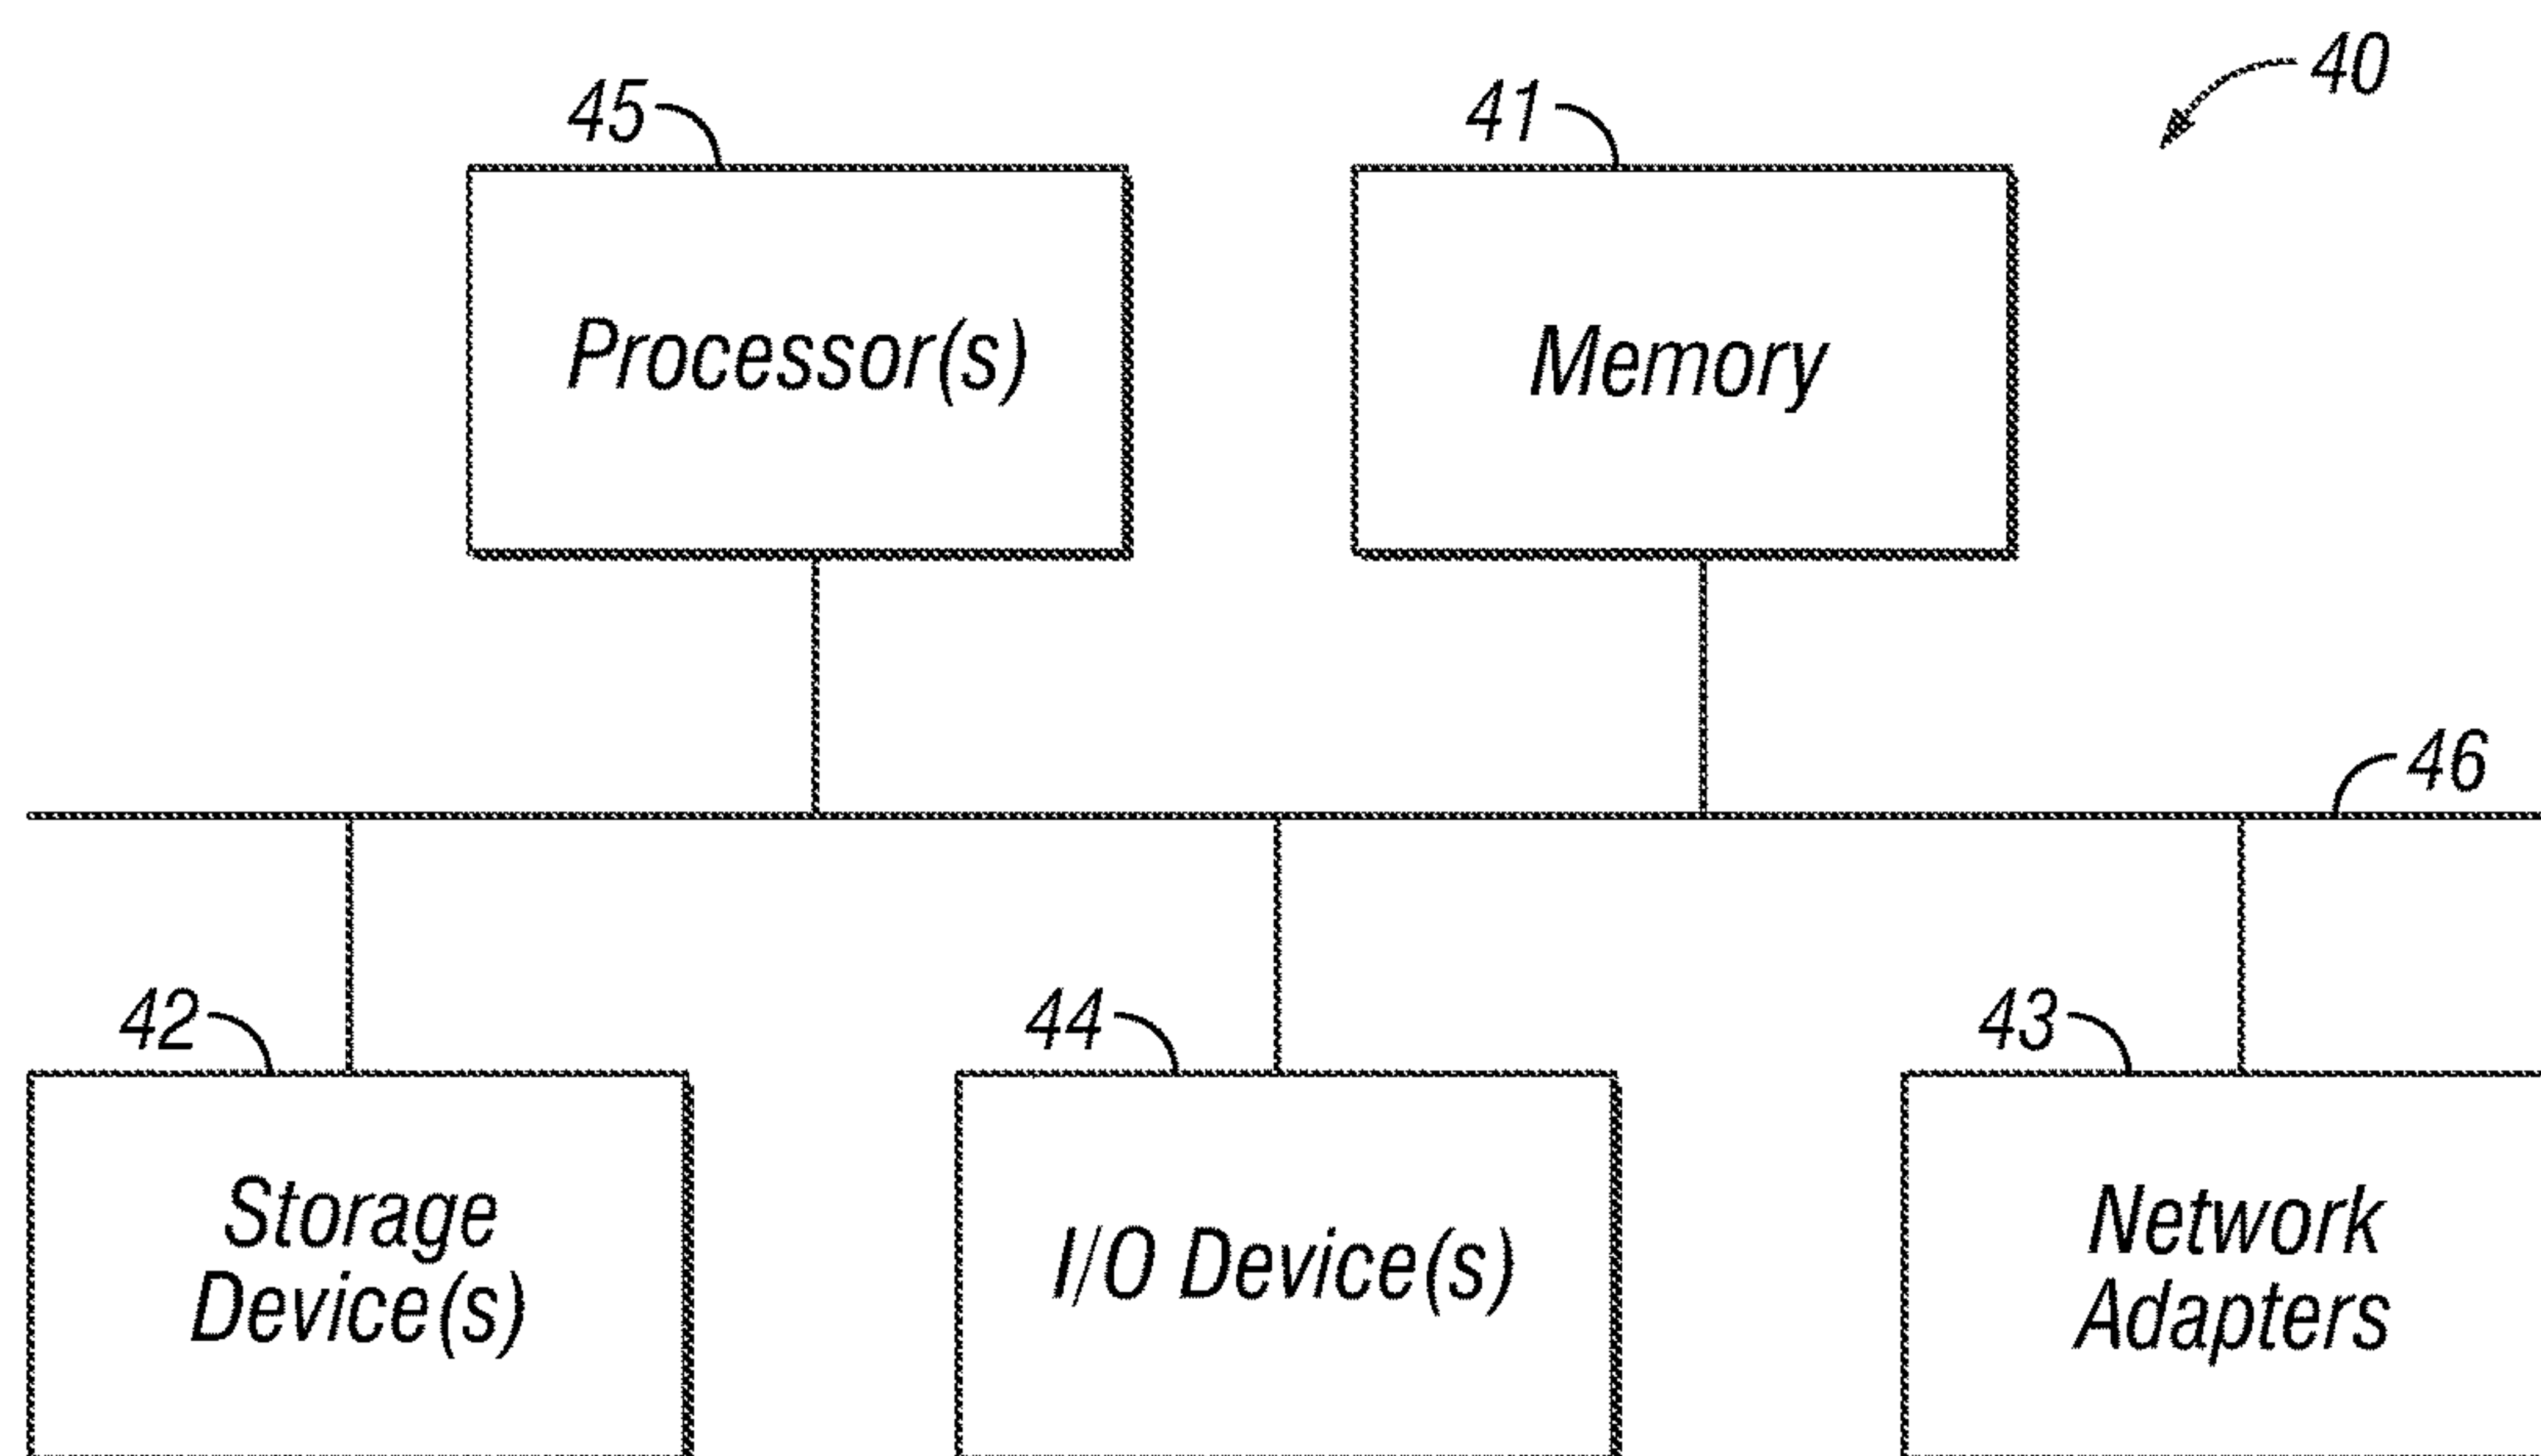 40
45
41
Processor(s)
Memory
46
42
44
43
Storage
Device(s)
I/O Device(s)
Network
Adapters